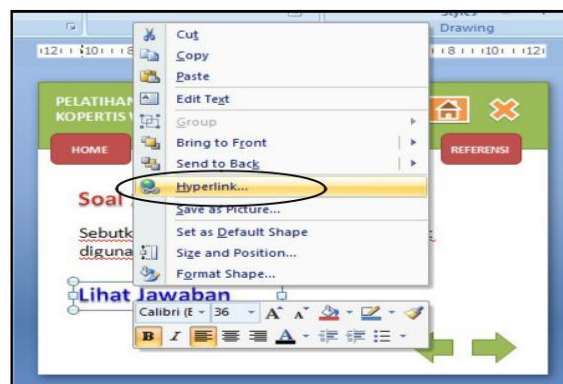 Drawing
PELATIHAN
KOPERTIS
HOME
REFERENSI
Cut
Copy
Paste
Edit Text
Group
Bring to Front
Send to Back
Hyperlink...
Save as Picture...
Set as Default Shape
Size and Position...
Format Shape...
Soal
Sebutk
diguna
Lihat Jawaban
Calibri (E 36 A A
B I A